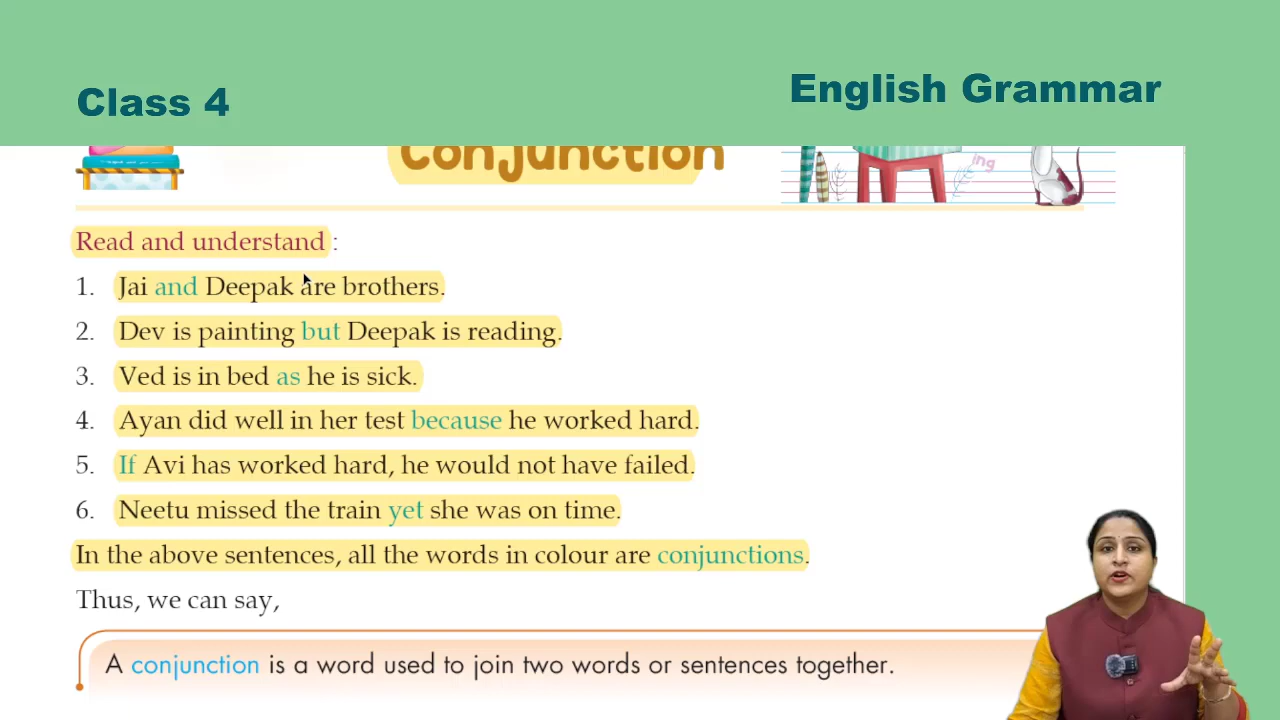 Class 4
English Grammar
Conjunction
ing
Read and understand :
1. Jai and Deepak are brothers.
2. Dev is painting but Deepak is reading.
3. Ved is in bed as he is sick.
4. Ayan did well in her test because he worked hard.
5. If Avi has worked hard, he would not have failed.
6. Neetu missed the train yet she was on time.
In the above sentences, all the words in colour are conjunctions.
Thus, we can say,
A conjunction is a word used to join two words or sentences together.